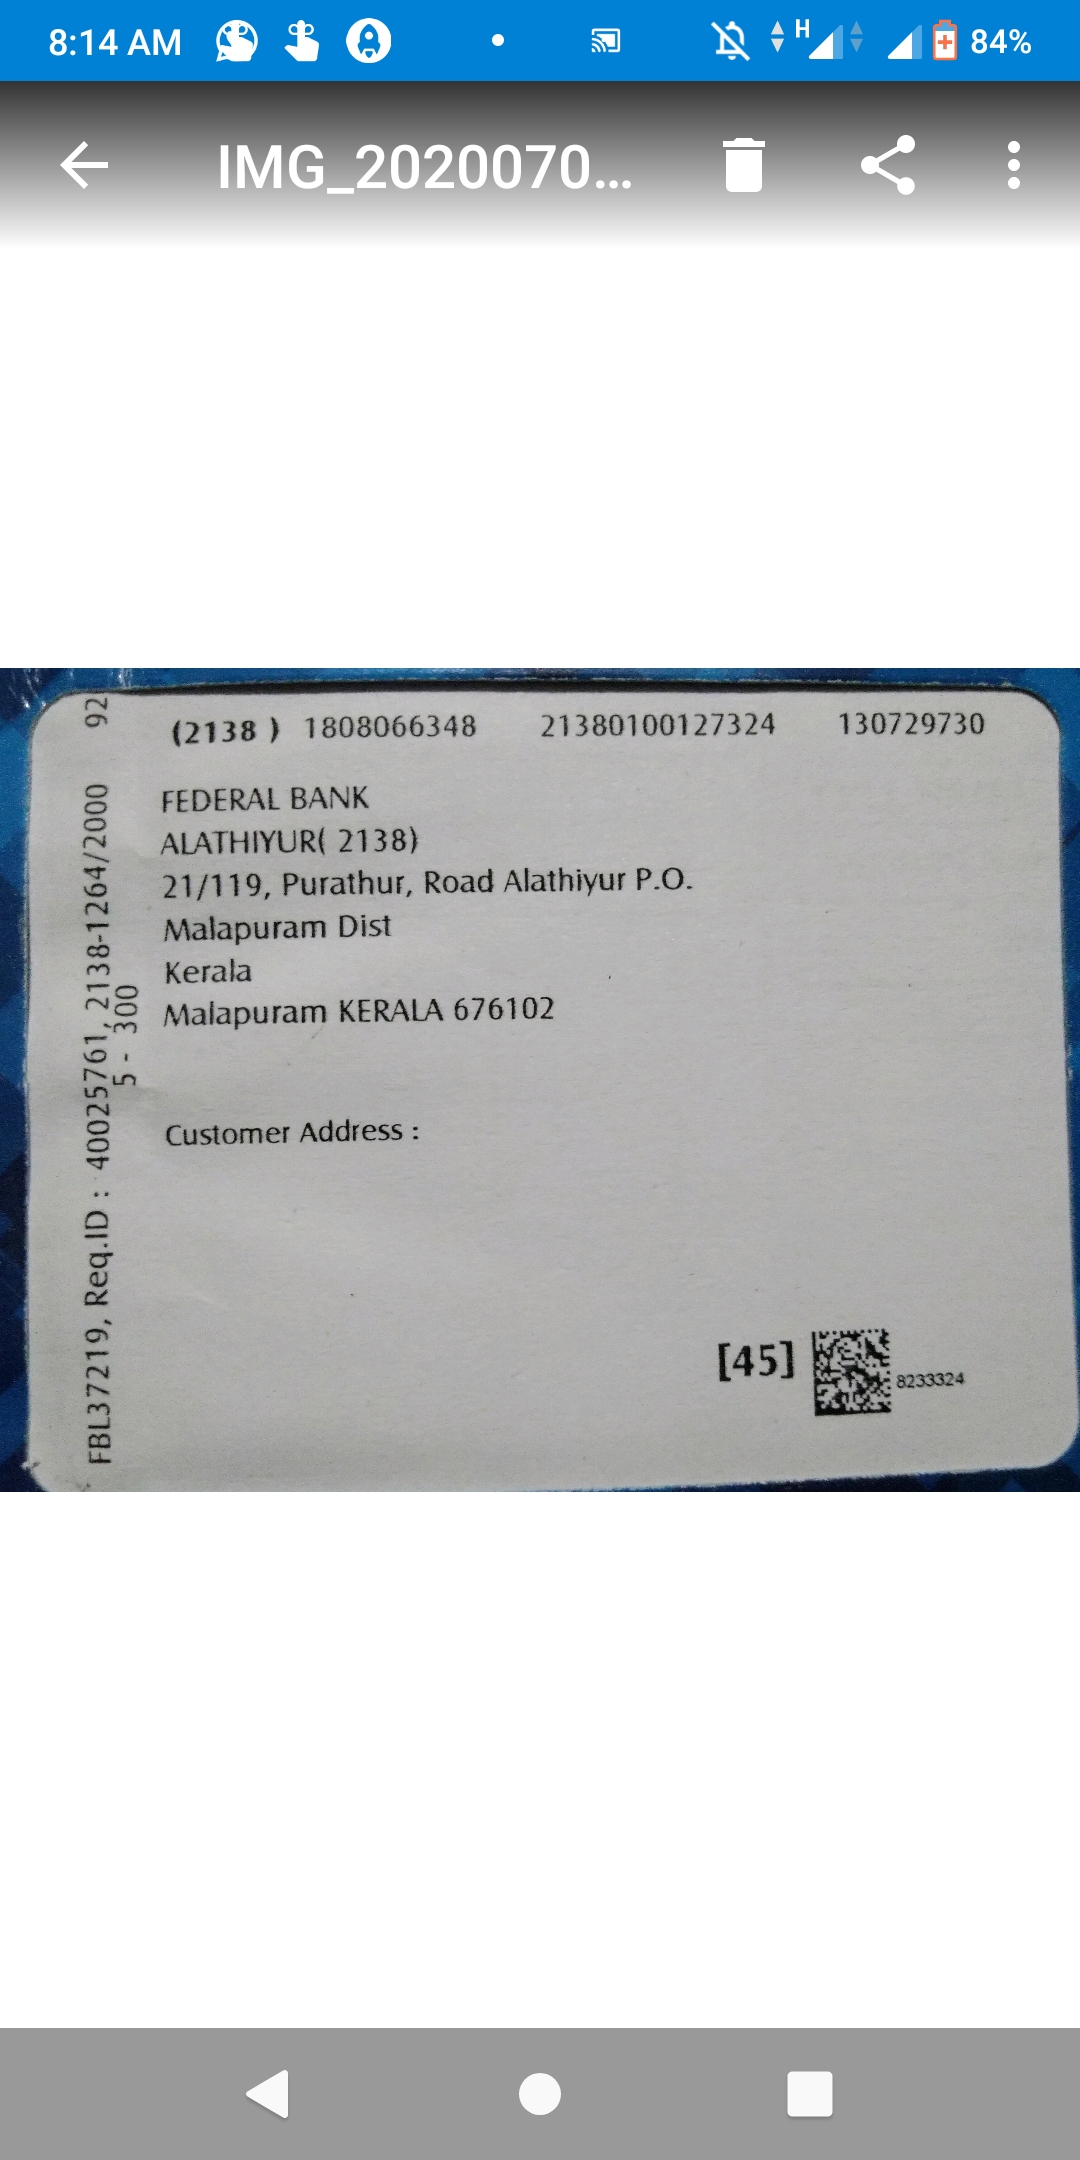 8:14 AM
H
84%
IMG_2020070...
(2138 ) 1808066348 21380100127324 130729730
FEDERAL BANK
ALATHIYUR( 2138)
21/119, Purathur, Road Alathiyur P.O.
Malapuram Dist
Kerala
Malapuram KERALA 676102
Customer Address :
[45]
8233324
FBL37219, Req.ID : 40025761, 2138-1264/2000 92
5 - 300